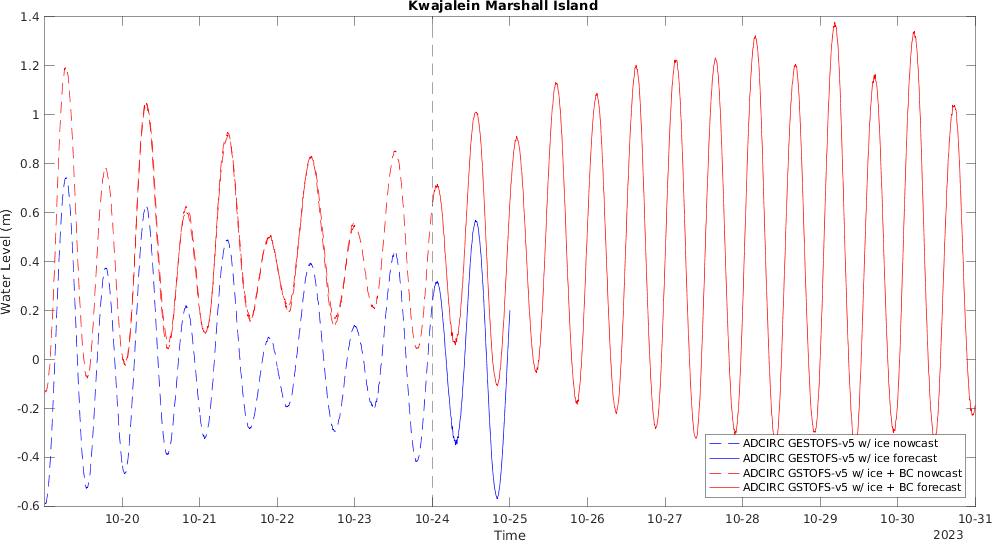 Kwajalein Marshall Island
1.4
1.2
1
0.8
0.6
0.4
0.2
0
-0.2
-0.4
-0.6
Water Level (m)
ADCIRC GESTOFS-v5 w/ ice nowcast
ADCIRC GESTOFS-v5 w/ ice forecast
ADCIRC GSTOFS-v5 w/ ice + BC nowcast
ADCIRC GSTOFS-v5 w/ ice + BC forecast
10-20 10-21 10-22 10-23 10-24 10-25 10-26 10-27 10-28 10-29 10-30 10-31
Time
2023